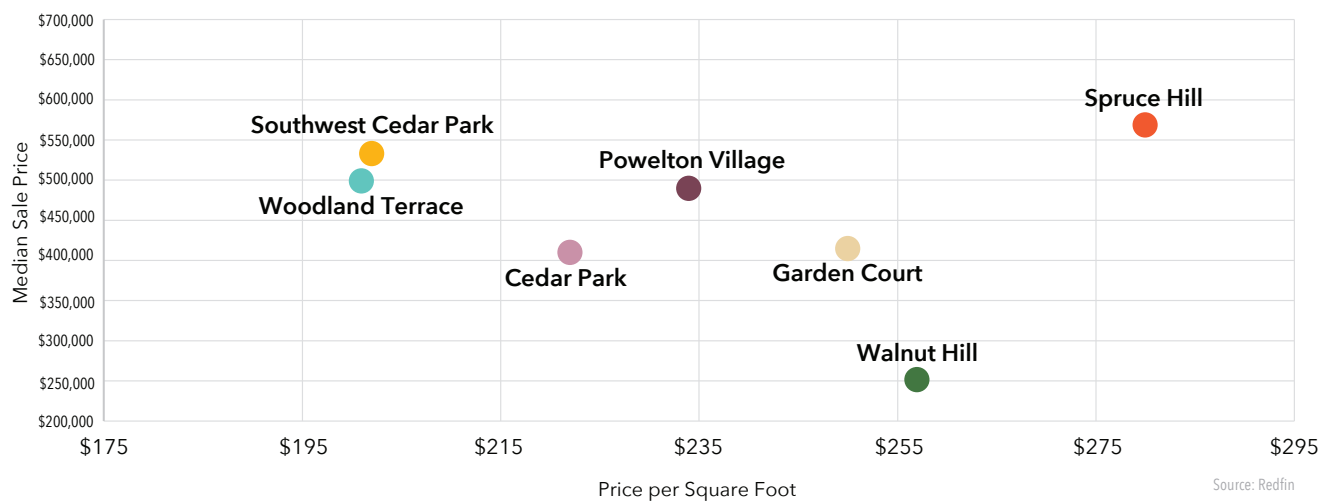 $700,000
$650,000
$600,000
$550,000
$500,000
$450,000
$400,000
$350,000
$300,000
$250,000
$200,000
Median Sale Price
Spruce Hill
Southwest Cedar Park
Powelton Village
Woodland Terrace
Cedar Park
Garden Court
Walnut Hill
$175 $195 $215 $235 $255 $275 $295
Price per Square Foot
Source: Redfin